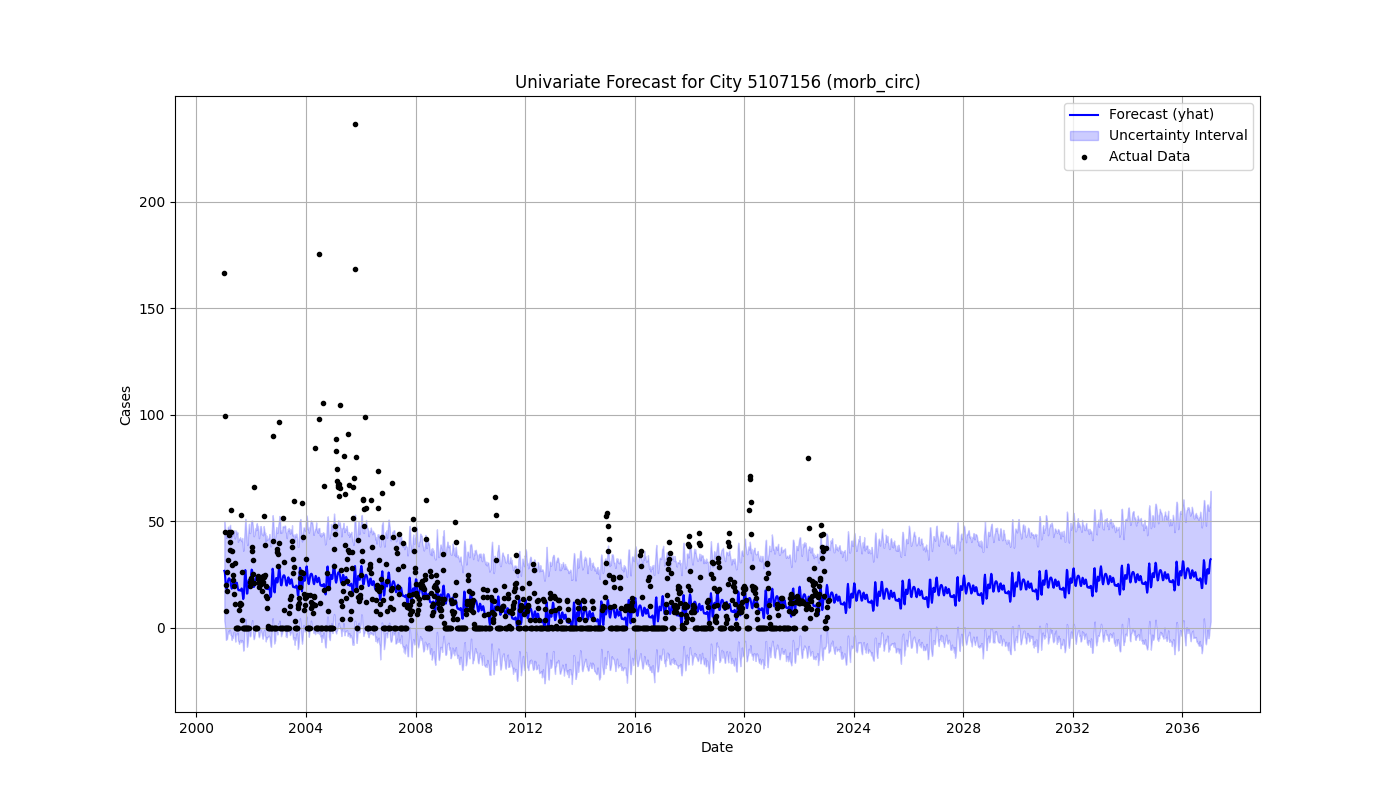 Univariate Forecast for City 5107156 (morb_circ)
Forecast (yhat)
Uncertainty Interval
Actual Data
Cases
200
150
100
50
0
2000 2004 2008 2012 2016 2020 2024 2028 2032 2036
Date